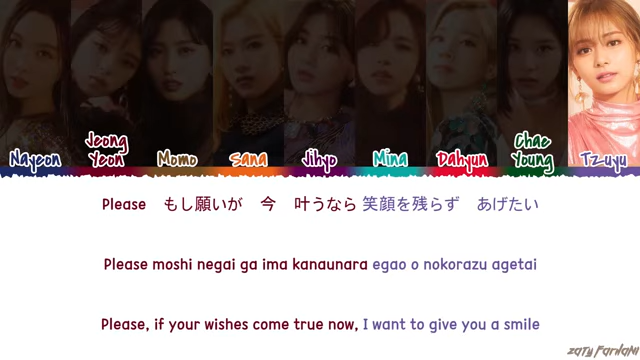 Nayeon
Jeong Yeon
Momo
Sana
Jihyo
Mina
Dahyun
Chae Young
Tzuyu
Please もし願いが 今 叶うなら 笑顔を残らず あげたい
Please moshi negai ga ima kanaunara egao o nokorazu agetai
Please, if your wishes come true now, I want to give you a smile
Zaty Farhani